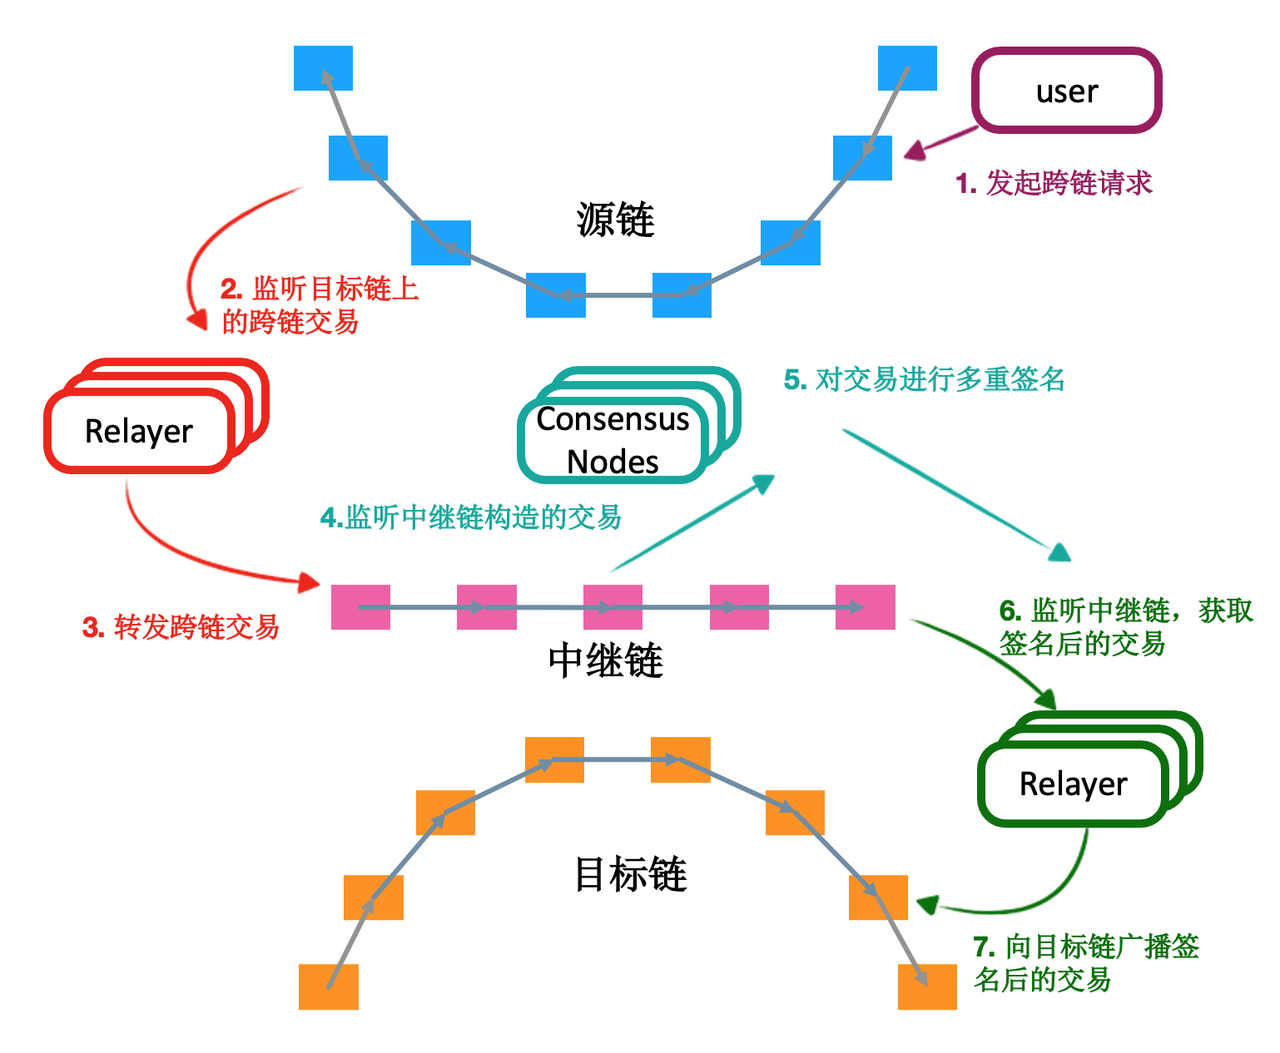 user
1. 发起跨链请求
源链
2. 监听目标链上
的跨链交易
Relayer
3. 转发跨链交易
Consensus
Nodes
4.监听中继链构造的交易
5. 对交易进行多重签名
中继链
6. 监听中继链，获取
签名后的交易
Relayer
目标链
7. 向目标链广播签
名后的交易